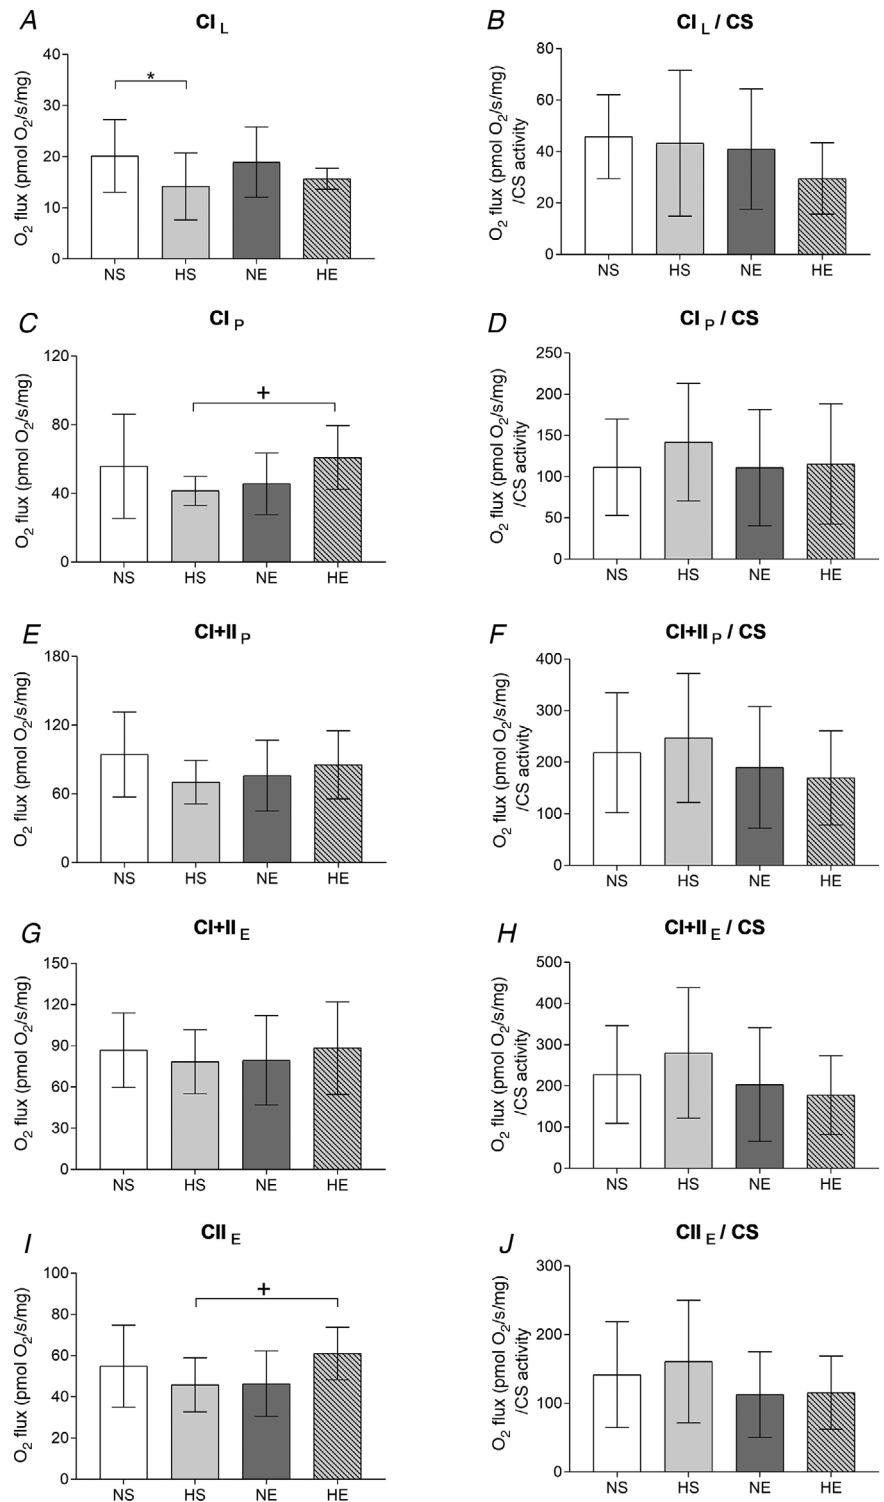 A
CI L
O2 flux (pmol O2/s/mg)
40
30
20
10
0
*
NS HS NE HE
B
CI L / CS
O2 flux (pmol O2/s/mg)
/CS activity
80
60
40
20
0
NS HS NE HE
C
CI P
O2 flux (pmol O2/s/mg)
120
80
40
0
+
NS HS NE HE
D
CI P / CS
O2 flux (pmol O2/s/mg)
/CS activity
250
200
150
100
50
0
NS HS NE HE
E
CI+II P
O2 flux (pmol O2/s/mg)
180
120
60
0
NS HS NE HE
F
CI+II P / CS
O2 flux (pmol O2/s/mg)
/CS activity
400
300
200
100
0
NS HS NE HE
G
CI+II E
O2 flux (pmol O2/s/mg)
150
120
90
60
30
0
NS HS NE HE
H
CI+II E / CS
O2 flux (pmol O2/s/mg)
/CS activity
500
400
300
200
100
0
NS HS NE HE
I
CII E
O2 flux (pmol O2/s/mg)
100
80
60
40
20
0
+
NS HS NE HE
J
CII E / CS
O2 flux (pmol O2/s/mg)
/CS activity
300
200
100
0
NS HS NE HE